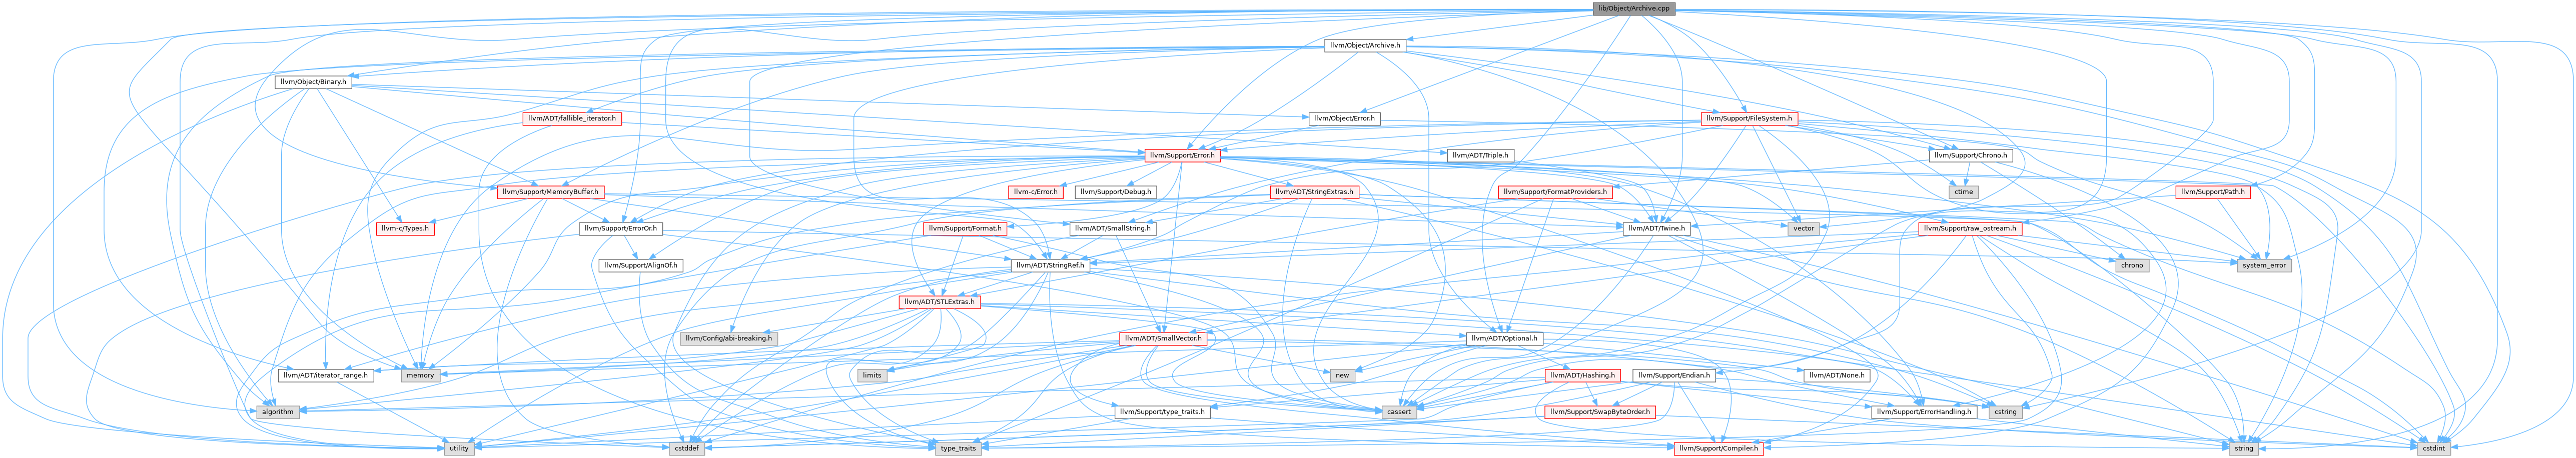 lib/Object/Archive.cpp
llvm/Object/Archive.h
llvm/Object/Binary.h
llvm/ADT/fallible_iterator.h
llvm/Object/Error.h
llvm/Support/FileSystem.h
llvm/Support/Error.h
llvm/ADT/Triple.h
llvm/Support/Chrono.h
llvm/Support/MemoryBuffer.h
llvm-c/Error.h
llvm/Support/Debug.h
llvm/ADT/StringExtras.h
llvm/Support/FormatProviders.h
ctime
llvm/Support/Path.h
llvm-c/Types.h
llvm/Support/ErrorOr.h
llvm/Support/Format.h
llvm/ADT/SmallString.h
llvm/ADT/Twine.h
vector
llvm/Support/raw_ostream.h
llvm/Support/AlignOf.h
llvm/ADT/StringRef.h
chrono
system_error
llvm/ADT/STLExtras.h
llvm/Config/abi-breaking.h
llvm/ADT/SmallVector.h
llvm/ADT/Optional.h
llvm/ADT/iterator_range.h
memory
limits
new
llvm/ADT/Hashing.h
llvm/Support/Endian.h
llvm/ADT/None.h
algorithm
llvm/Support/type_traits.h
cassert
llvm/Support/SwapByteOrder.h
llvm/Support/ErrorHandling.h
cstring
utility
cstddef
type_traits
llvm/Support/Compiler.h
string
cstdint